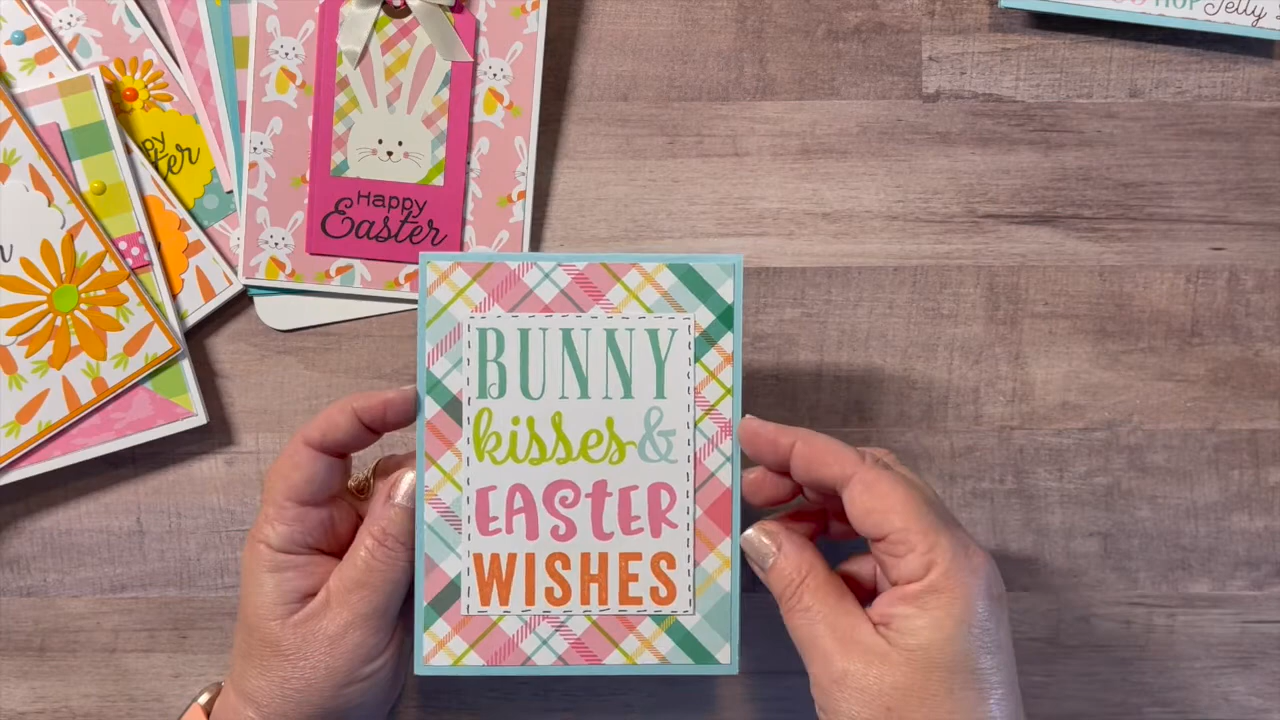 HOP Jelly
Happy
Easter
BUNNY
kisses &
EASTER
WISHES